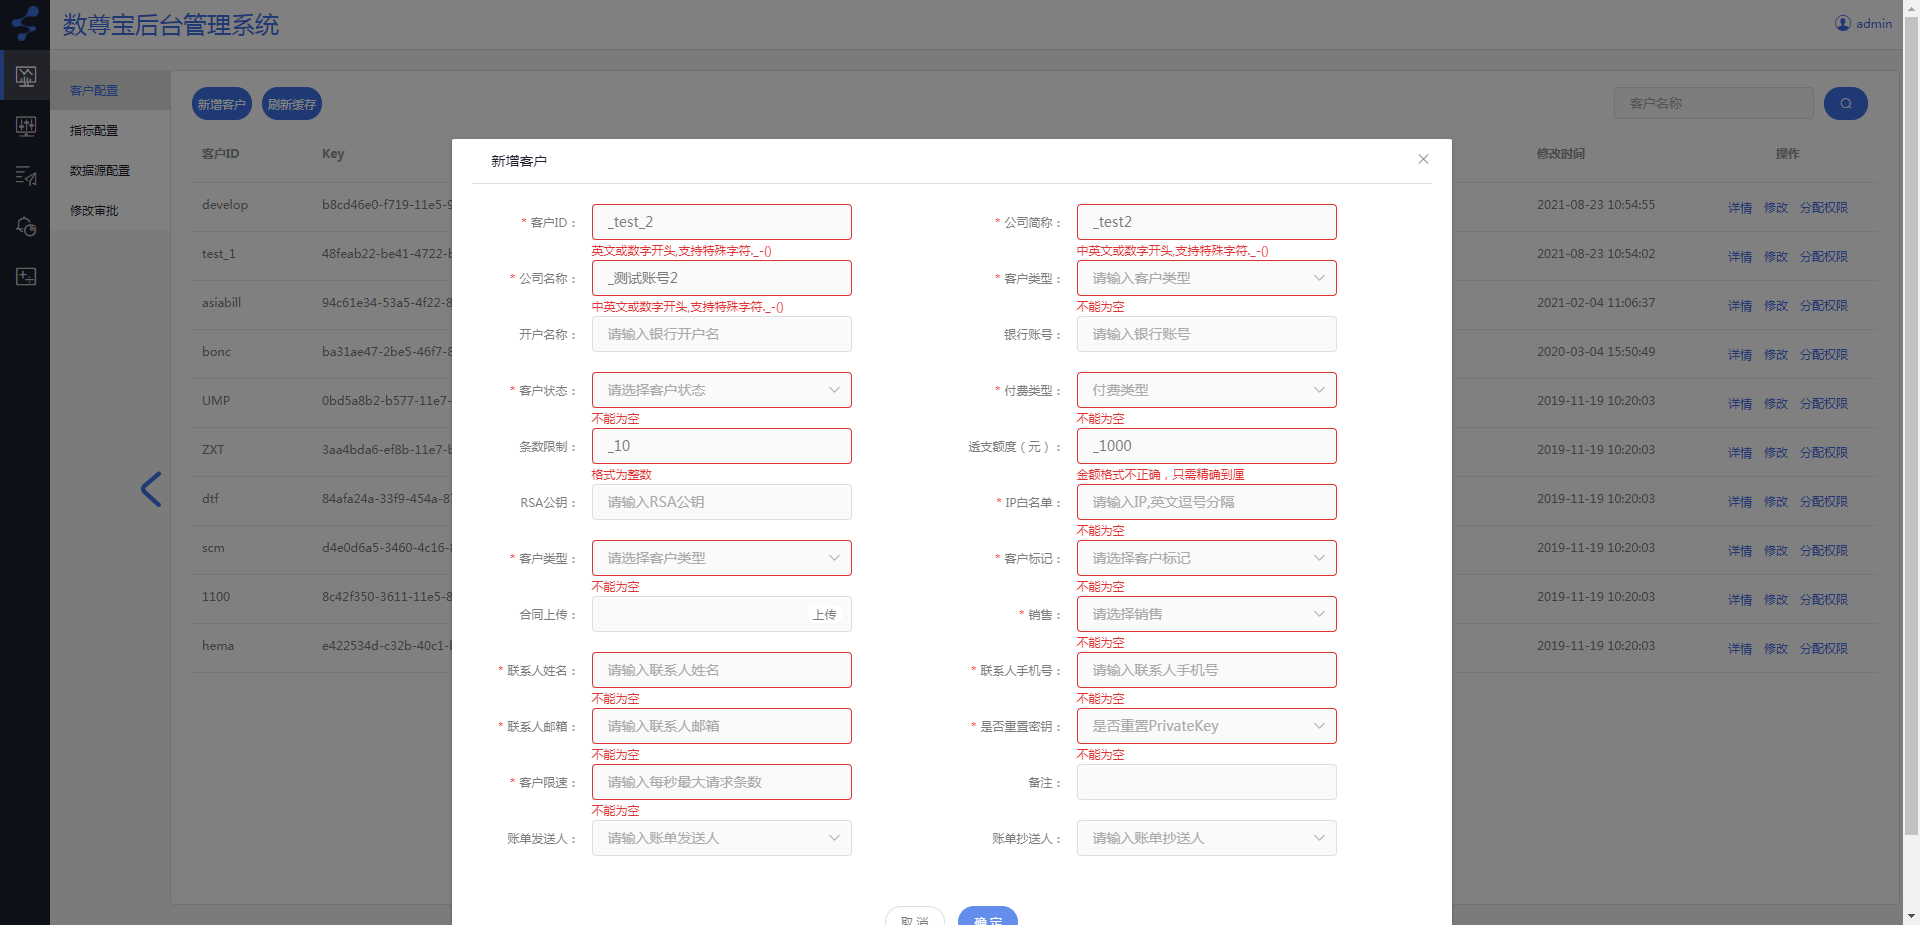 数尊宝后台管理系统
admin
客户配置
指标配置
数据源配置
修改审批
新增客户
刷新缓存
客户名称
客户ID
Key
修改时间
操作
develop
b8cd46e0-f719-11e5-9
2021-08-23 10:54:55
详情 修改 分配权限
test_1
48feab22-be41-4722-b
2021-08-23 10:54:02
详情 修改 分配权限
asiabill
94c61e34-53a5-4f22-8
2021-02-04 11:06:37
详情 修改 分配权限
bonc
ba31ae47-2be5-46f7-8
2020-03-04 15:50:49
详情 修改 分配权限
UMP
0bd5a8b2-b577-11e7-
2019-11-19 10:20:03
详情 修改 分配权限
ZXT
3aa4bda6-ef8b-11e7-b
2019-11-19 10:20:03
详情 修改 分配权限
dtf
84afa24a-33f9-454a-87
2019-11-19 10:20:03
详情 修改 分配权限
scm
d4e0d6a5-3460-4c16-8
2019-11-19 10:20:03
详情 修改 分配权限
1100
8c42f350-3611-11e5-8
2019-11-19 10:20:03
详情 修改 分配权限
hema
e422534d-c32b-40c1-b
2019-11-19 10:20:03
详情 修改 分配权限
新增客户
* 客户ID： _test_2
英文或数字开头,支持特殊字符._-()
* 公司简称： _test2
中英文或数字开头,支持特殊字符._-()
* 公司名称： _测试账号2
中英文或数字开头,支持特殊字符._-()
* 客户类型： 请输入客户类型
不能为空
开户名称： 请输入银行开户名
银行账号： 请输入银行账号
* 客户状态： 请选择客户状态
不能为空
* 付费类型： 付费类型
不能为空
条数限制： _10
格式为整数
透支额度（元）： _1000
金额格式不正确，只需精确到厘
RSA公钥： 请输入RSA公钥
* IP白名单： 请输入IP,英文逗号分隔
不能为空
* 客户类型： 请选择客户类型
不能为空
* 客户标记： 请选择客户标记
不能为空
合同上传： 上传
* 销售： 请选择销售
不能为空
* 联系人姓名： 请输入联系人姓名
不能为空
* 联系人手机号： 请输入联系人手机号
不能为空
* 联系人邮箱： 请输入联系人邮箱
不能为空
* 是否重置密钥： 是否重置PrivateKey
不能为空
* 客户限速： 请输入每秒最大请求条数
不能为空
备注：
账单发送人： 请输入账单发送人
账单抄送人： 请输入账单抄送人
取消
确定